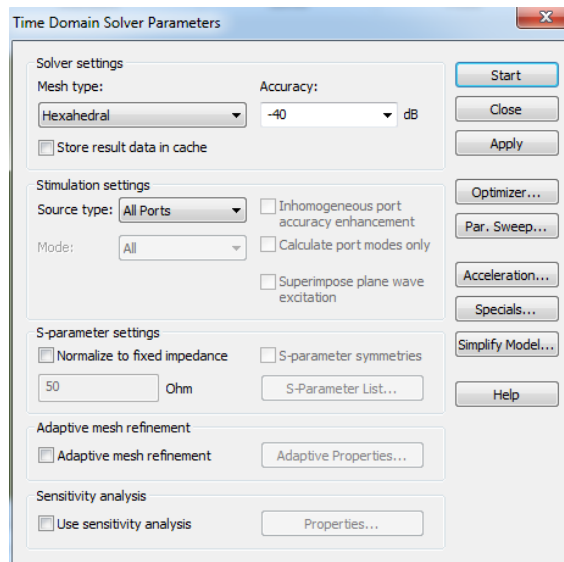 Time Domain Solver Parameters
Solver settings
Mesh type:
Accuracy:
Hexahedral
-40
dB
Store result data in cache
Stimulation settings
Source type:
All Ports
Inhomogeneous port
accuracy enhancement
Mode:
All
Calculate port modes only
Superimpose plane wave
excitation
S-parameter settings
Normalize to fixed impedance
S-parameter symmetries
50
Ohm
S-Parameter List...
Adaptive mesh refinement
Adaptive mesh refinement
Adaptive Properties...
Sensitivity analysis
Use sensitivity analysis
Properties...
Start
Close
Apply
Optimizer...
Par. Sweep...
Acceleration...
Specials...
Simplify Model...
Help